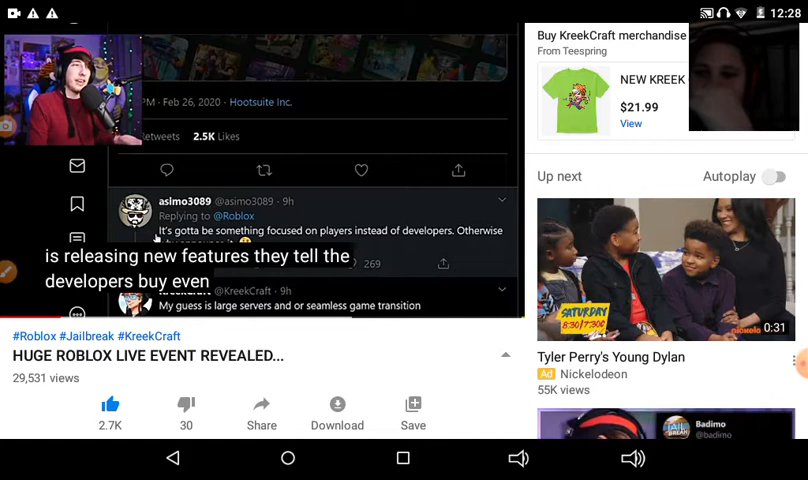 12:28
PM · Feb 26, 2020 · Hootsuite Inc.
Retweets 2.5K Likes
asimo3089 @asimo3089 · 9h
Replying to @Roblox
It's gotta be something focused on players instead of developers. Otherwise
269
@KreekCraft · 9h
My guess is large servers and or seamless game transition
is releasing new features they tell the
developers buy even
#Roblox #Jailbreak #KreekCraft
HUGE ROBLOX LIVE EVENT REVEALED...
29,531 views
2.7K
30
Share
Download
Save
Buy KreekCraft merchandise
From Teespring
NEW KREEK
$21.99
View
Up next
Autoplay
SATURDAY
8:30/7:30c
nickelodeon
0:31
Tyler Perry's Young Dylan
Ad Nickelodeon
55K views
Badimo
@badimo